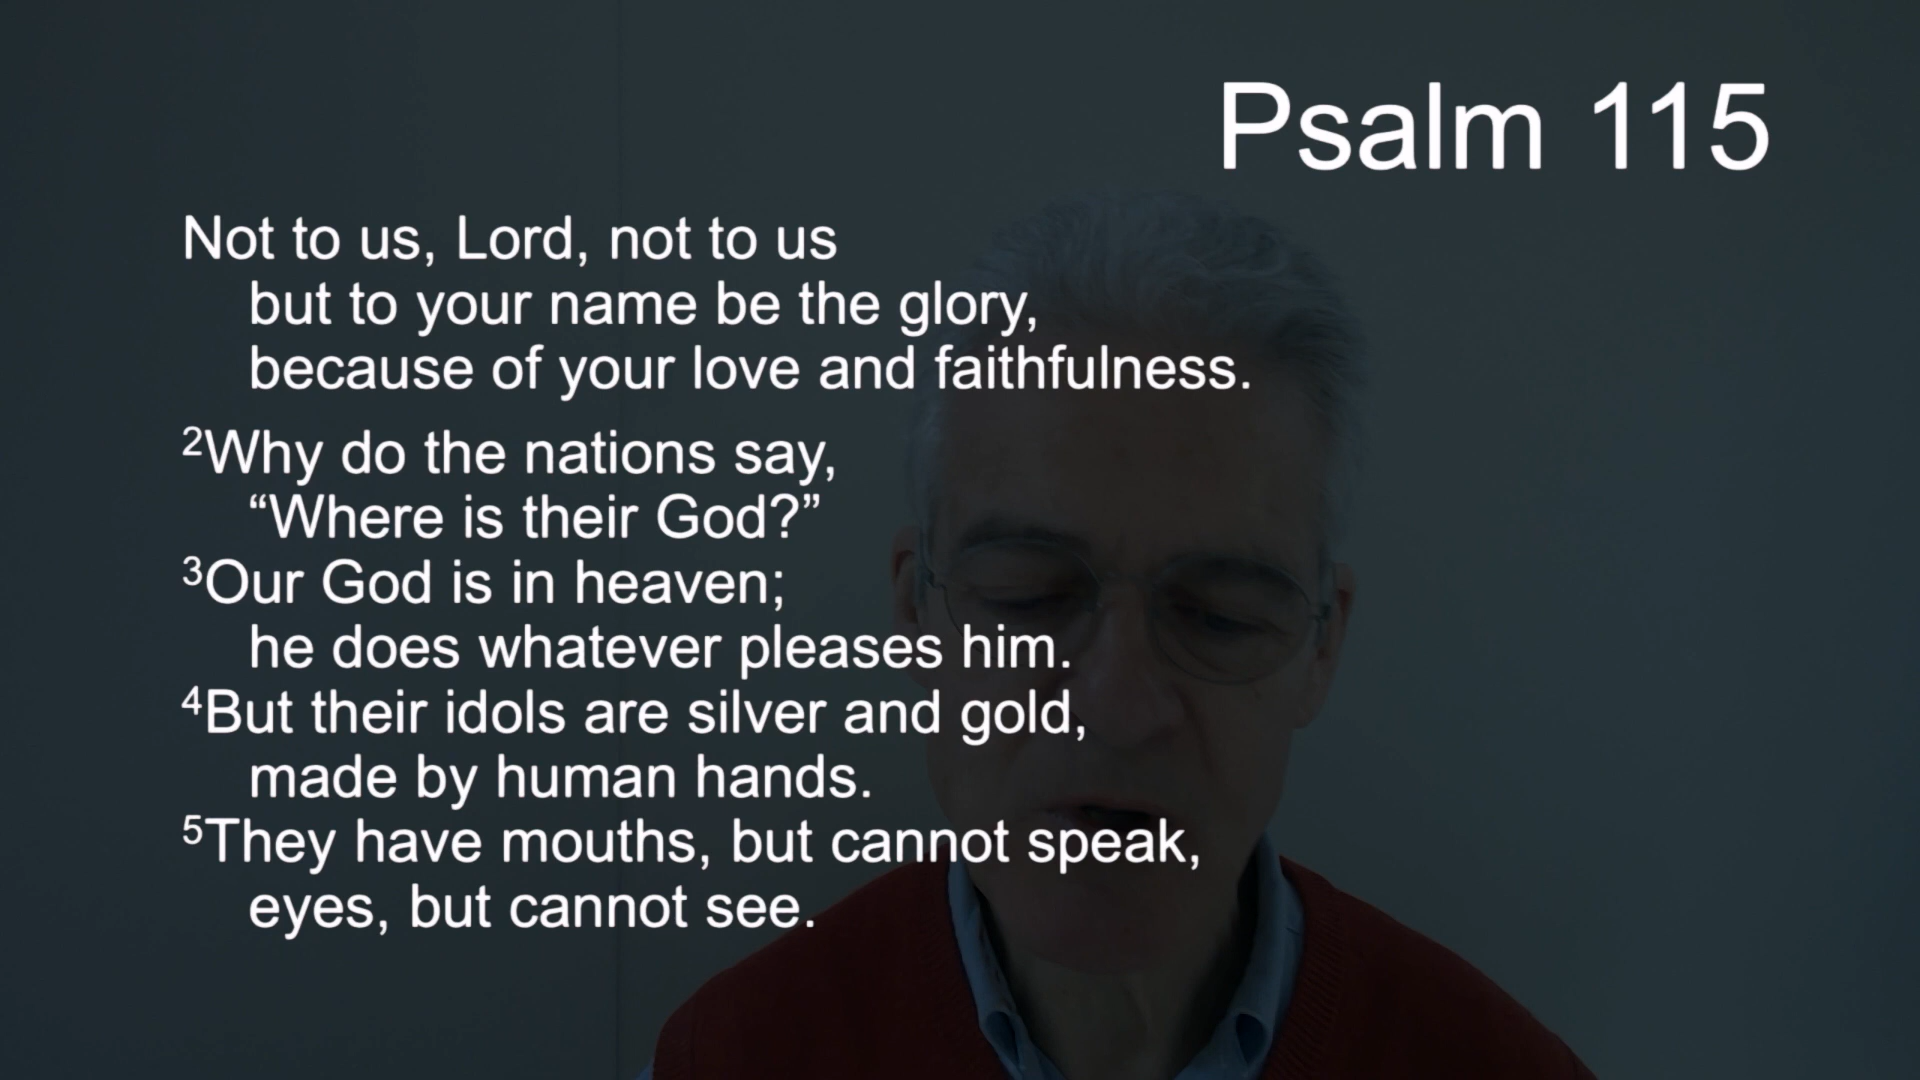 Psalm 115
Not to us, Lord, not to us
but to your name be the glory,
because of your love and faithfulness.
²Why do the nations say,
“Where is their God?”
³Our God is in heaven;
he does whatever pleases him.
⁴But their idols are silver and gold,
made by human hands.
⁵They have mouths, but cannot speak,
eyes, but cannot see.